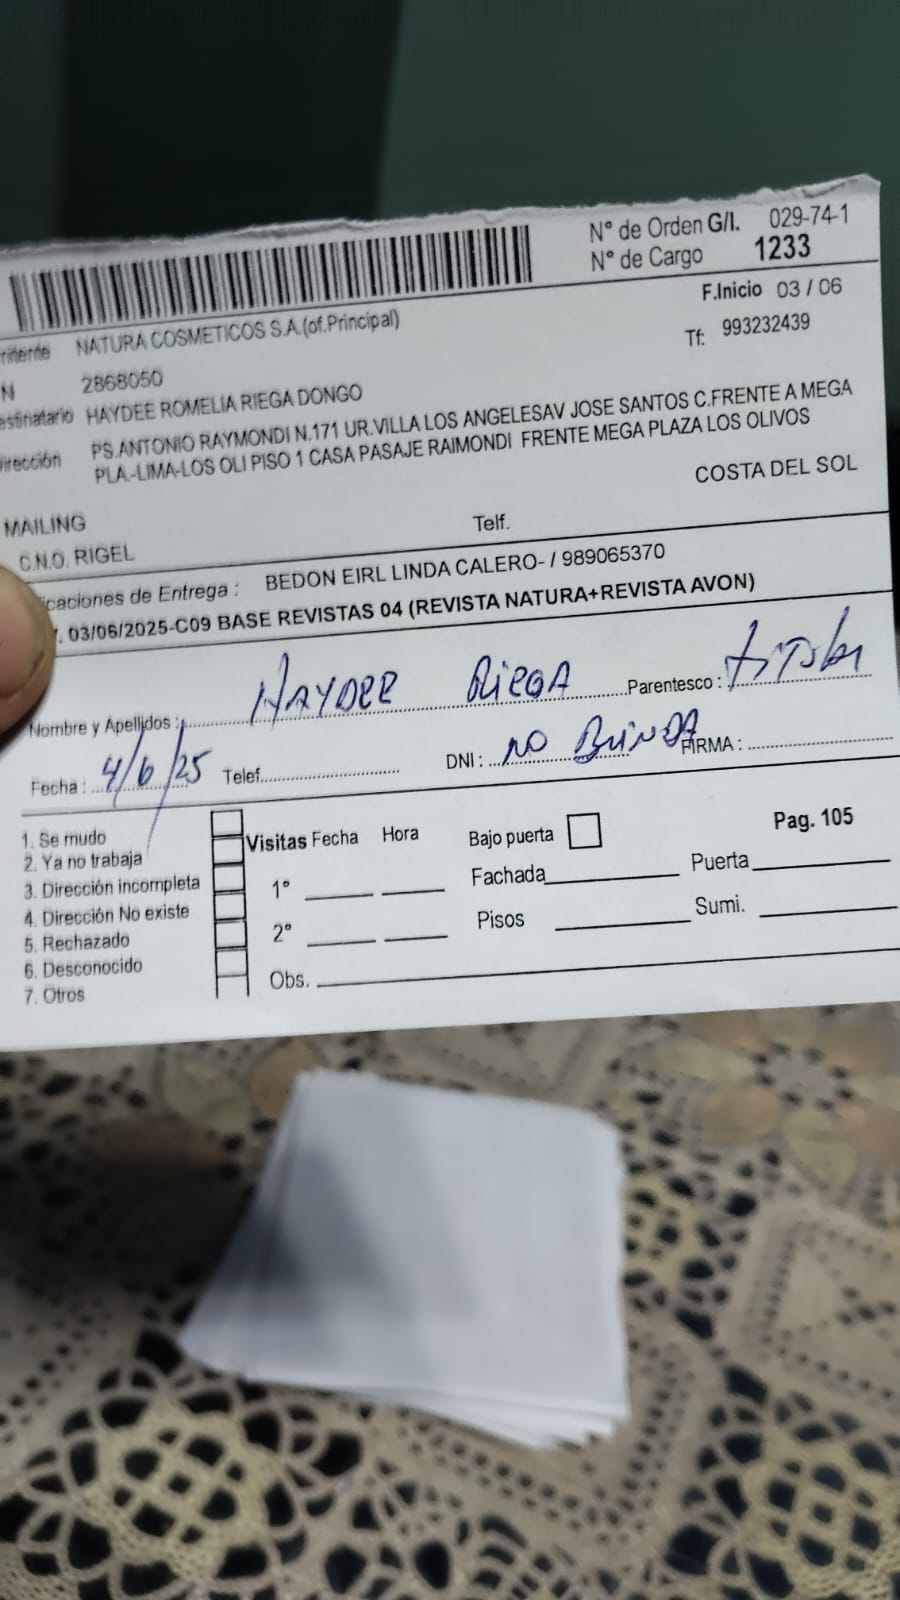 N° de Orden G/I. 029-74-1
N° de Cargo 1233
F.Inicio 03 / 06
NATURA COSMETICOS S.A.(of.Principal)
Tf: 993232439
N 2868050
estinatario HAYDEE ROMELIA RIEGA DONGO
irección PS.ANTONIO RAYMONDI N.171 UR.VILLA LOS ANGELESAV JOSE SANTOS C.FRENTE A MEGA
PLA.-LIMA-LOS OLI PISO 1 CASA PASAJE RAIMONDI FRENTE MEGA PLAZA LOS OLIVOS
COSTA DEL SOL
MAILING Telf.
C.N.O. RIGEL
icaciones de Entrega : BEDON EIRL LINDA CALERO- / 989065370
. 03/06/2025-C09 BASE REVISTAS 04 (REVISTA NATURA+REVISTA AVON)
Nombre y Apellidos : HAYDEE RIEGA Parentesco : titular
Fecha : 4/6/25 Telef. DNI : NO BRINDA FIRMA :
1. Se mudo
2. Ya no trabaja
3. Dirección incompleta
4. Dirección No existe
5. Rechazado
6. Desconocido
7. Otros
Visitas Fecha Hora
1°
2°
Obs.
Bajo puerta
Fachada
Pisos
Pag. 105
Puerta
Sumi.